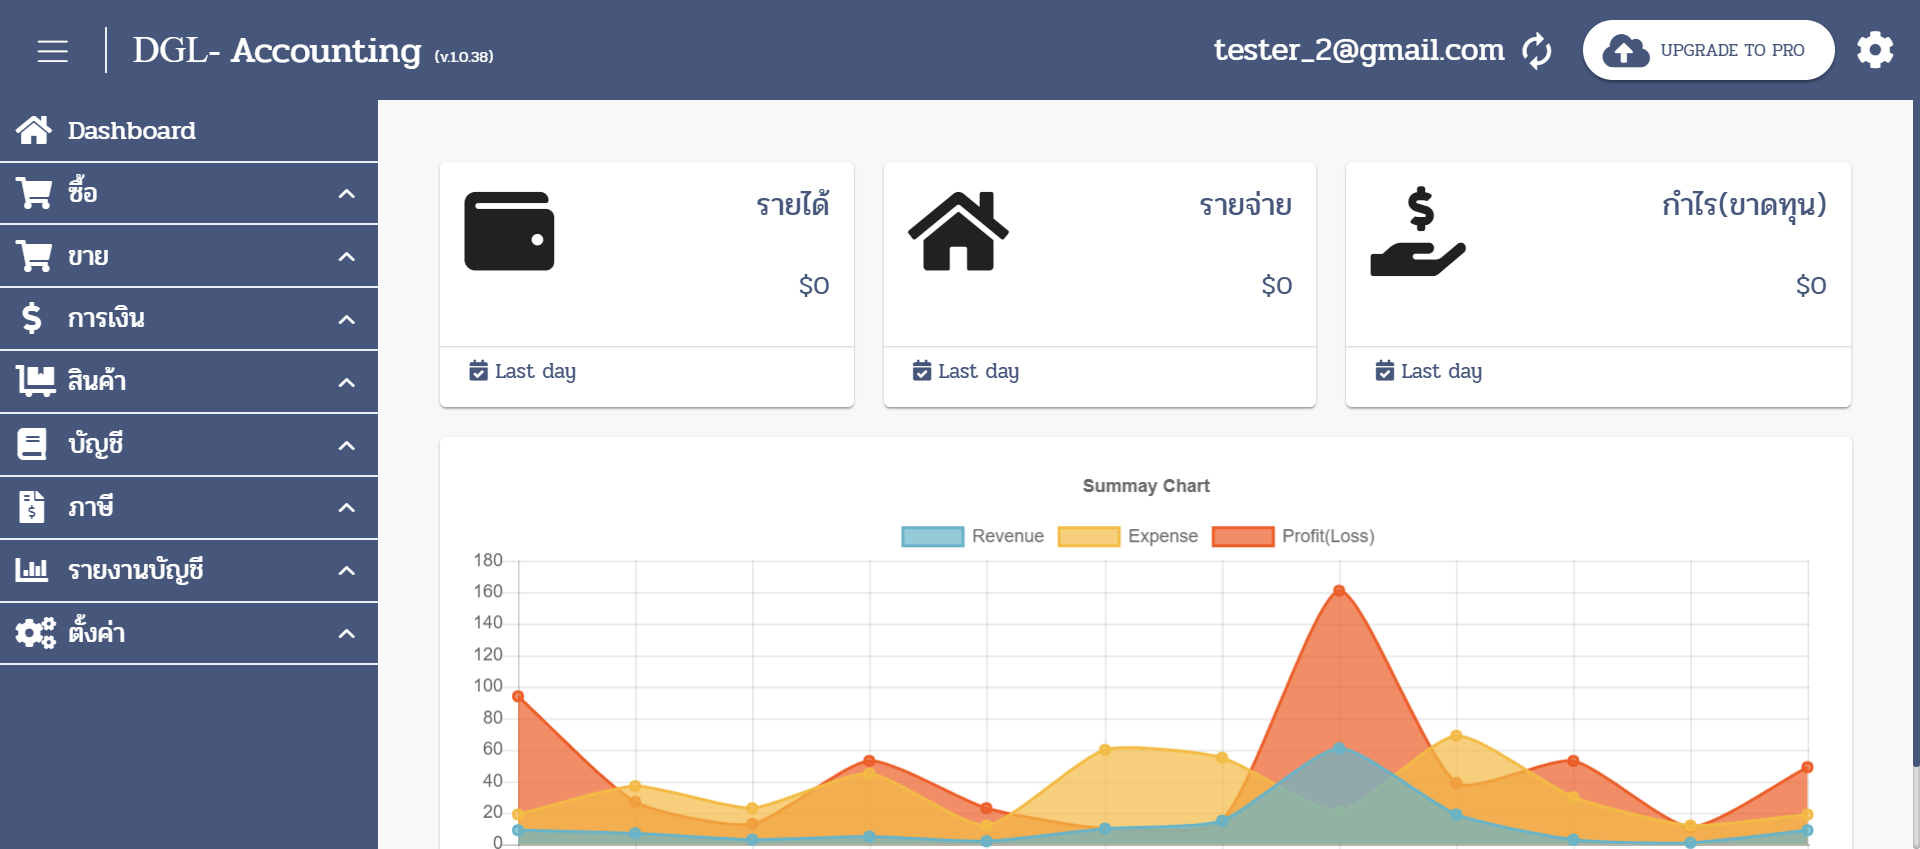 DGL- Accounting (v.1.0.38)
tester_2@gmail.com
UPGRADE TO PRO
Dashboard
ซื้อ
ขาย
การเงิน
สินค้า
บัญชี
ภาษี
รายงานบัญชี
ตั้งค่า
รายได้
$0
Last day
รายจ่าย
$0
Last day
กำไร(ขาดทุน)
$0
Last day
Summay Chart
Revenue Expense Profit(Loss)
180
160
140
120
100
80
60
40
20
0